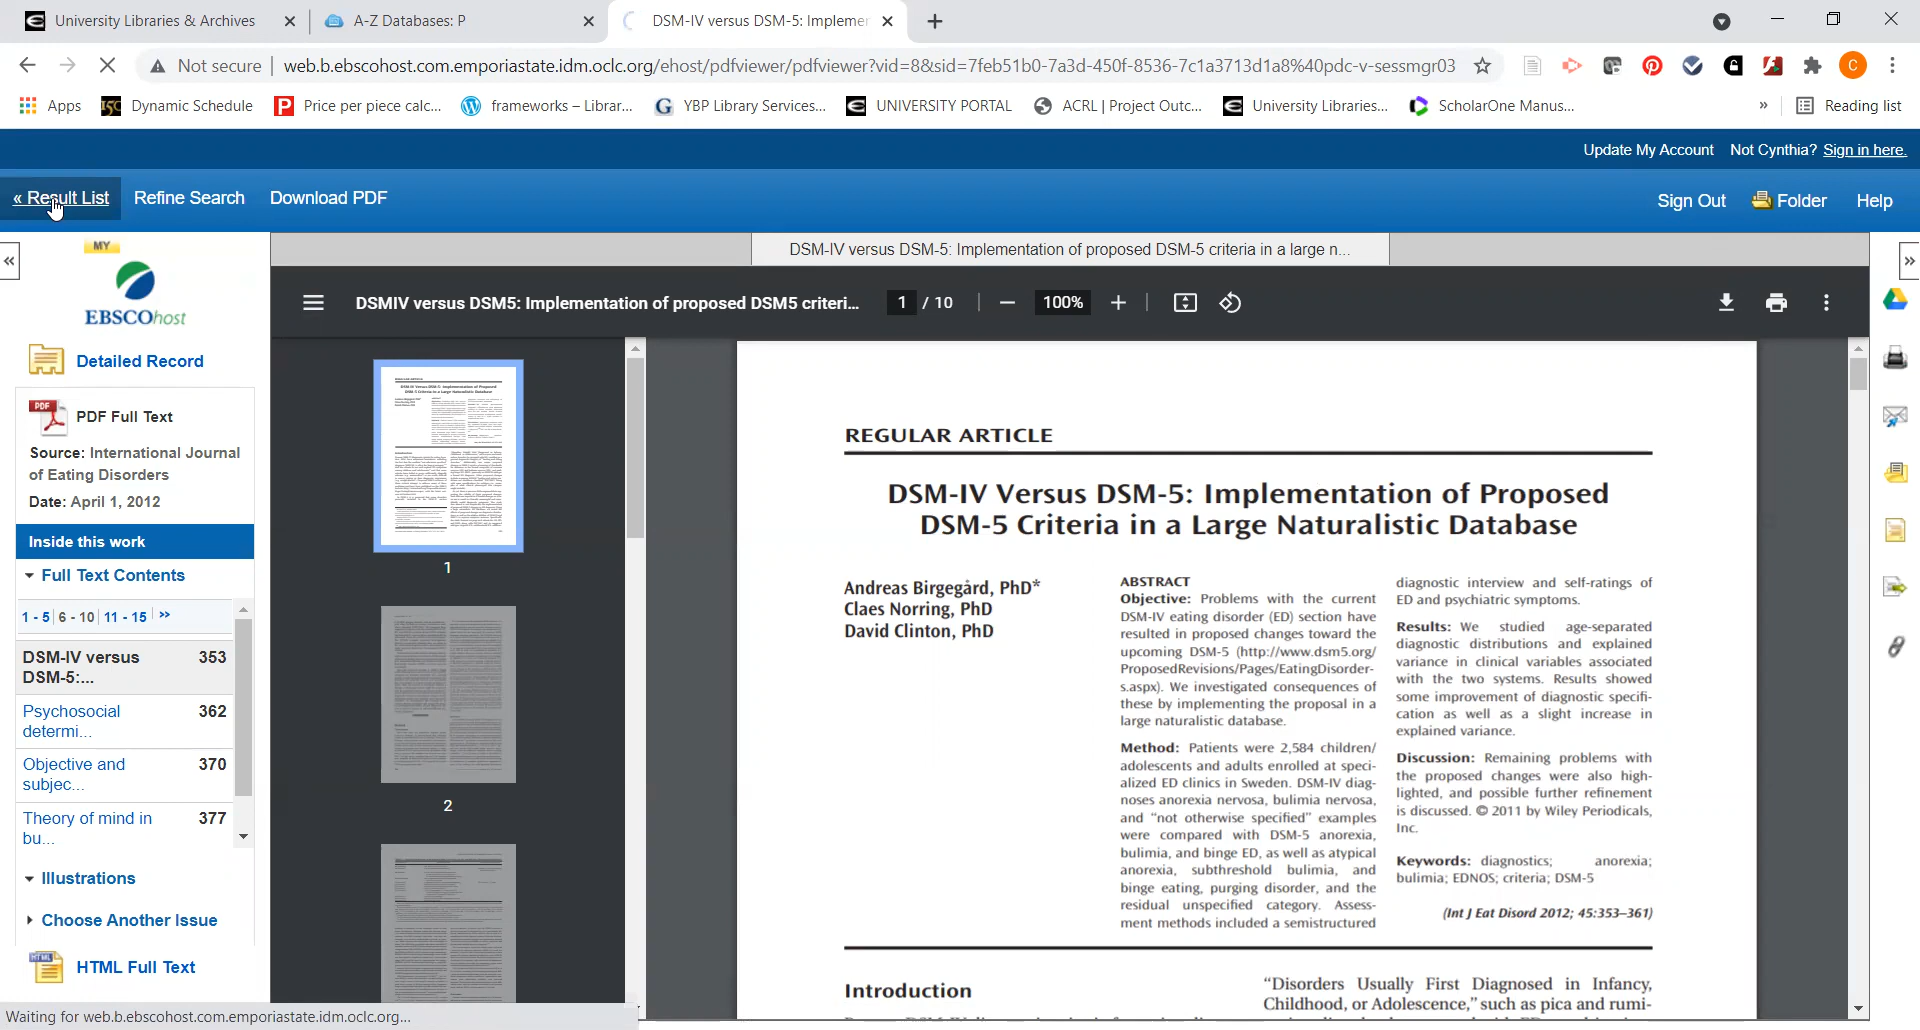 University Libraries & Archives
A-Z Databases: P
DSM-IV versus DSM-5: Implemen
Not secure
web.b.ebscohost.com.emporiastate.idm.oclc.org/ehost/pdfviewer/pdfviewer?vid=8&sid=7feb51b0-7a3d-450f-8536-7c1a3713d1a8%40pdc-v-sessmgr03
C
Apps
Dynamic Schedule
Price per piece calc...
frameworks – Librar...
YBP Library Services...
UNIVERSITY PORTAL
ACRL | Project Outc...
University Libraries...
ScholarOne Manus...
»
Reading list
Update My Account Not Cynthia? Sign in here.
« Result List
Refine Search
Download PDF
Sign Out
Folder
Help
MY
EBSCOhost
Detailed Record
PDF
PDF Full Text
Source: International Journal
of Eating Disorders
Date: April 1, 2012
Inside this work
Full Text Contents
1 - 5 | 6 - 10 | 11 - 15 »
DSM-IV versus 353
DSM-5:...
Psychosocial 362
determi...
Objective and 370
subjec...
Theory of mind in 377
bu...
Illustrations
Choose Another Issue
HTML
HTML Full Text
Waiting for web.b.ebscohost.com.emporiastate.idm.oclc.org...
DSM-IV versus DSM-5: Implementation of proposed DSM-5 criteria in a large n...
DSMIV versus DSM5: Implementation of proposed DSM5 criteri...
1 / 10
100%
1
2
REGULAR ARTICLE
DSM-IV Versus DSM-5: Implementation of Proposed
DSM-5 Criteria in a Large Naturalistic Database
Andreas Birgegård, PhD*
Claes Norring, PhD
David Clinton, PhD
ABSTRACT
Objective: Problems with the current
DSM-IV eating disorder (ED) section have
resulted in proposed changes toward the
upcoming DSM-5 (http://www.dsm5.org/
ProposedRevisions/Pages/EatingDisorder-
s.aspx). We investigated consequences of
these by implementing the proposal in a
large naturalistic database.
Method: Patients were 2,584 children/
adolescents and adults enrolled at speci-
alized ED clinics in Sweden. DSM-IV diag-
noses anorexia nervosa, bulimia nervosa,
and “not otherwise specified” examples
were compared with DSM-5 anorexia,
bulimia, and binge ED, as well as atypical
anorexia, subthreshold bulimia, and
binge eating, purging disorder, and the
residual unspecified category. Assess-
ment methods included a semistructured
diagnostic interview and self-ratings of
ED and psychiatric symptoms.
Results: We studied age-separated
diagnostic distributions and explained
variance in clinical variables associated
with the two systems. Results showed
some improvement of diagnostic specifi-
cation as well as a slight increase in
explained variance.
Discussion: Remaining problems with
the proposed changes were also high-
lighted, and possible further refinement
is discussed. © 2011 by Wiley Periodicals,
Inc.
Keywords: diagnostics; anorexia;
bulimia; EDNOS; criteria; DSM-5
(Int J Eat Disord 2012; 45:353–361)
Introduction
“Disorders Usually First Diagnosed in Infancy,
Childhood, or Adolescence,” such as pica and rumi-